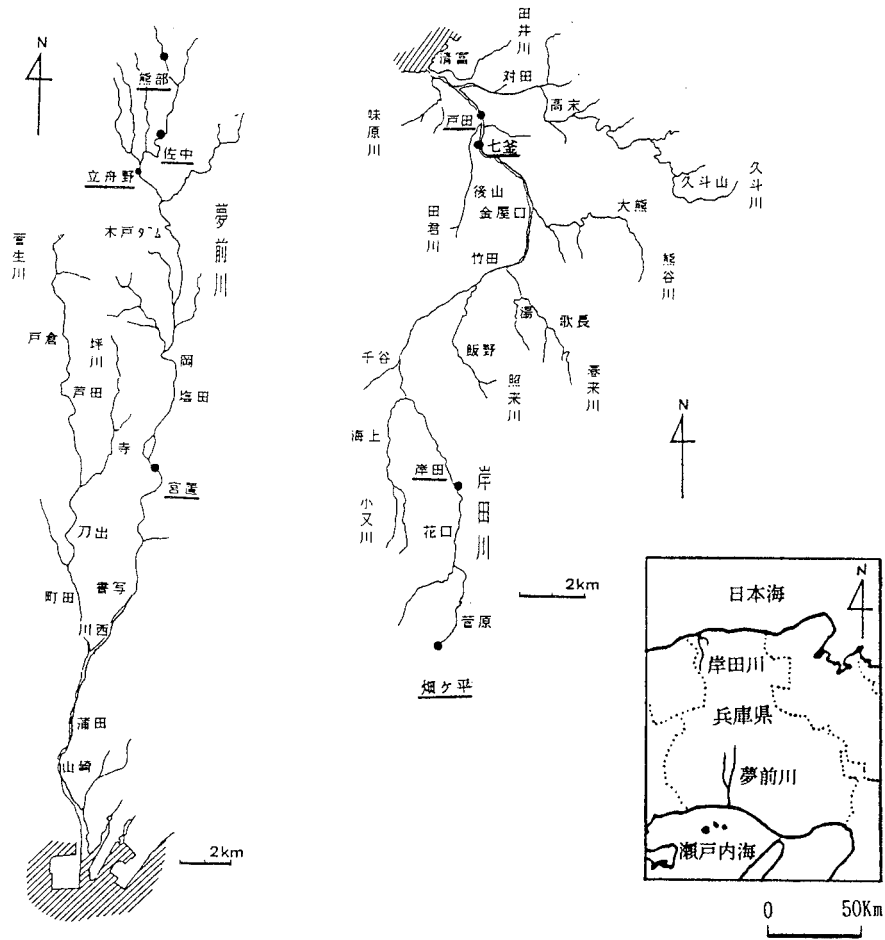 N
熊部
佐中
立舟野
木戸ダム
夢前川
菅生川
戸倉
坪川
岡
芦田
塩田
寺
宮置
刀出
書写
町田
川西
蒲田
山崎
2km
田井川
清富
対田
味原川
戸田
高末
七釜
久斗山
久斗川
後山
大熊
金屋口
田君川
竹田
熊谷川
湯
歌長
千谷
飯野
照来川
春来川
海上
岸田
岸田川
小又川
花口
菅原
畑ケ平
2km
N
日本海
N
岸田川
兵庫県
夢前川
瀬戸内海
0 50Km